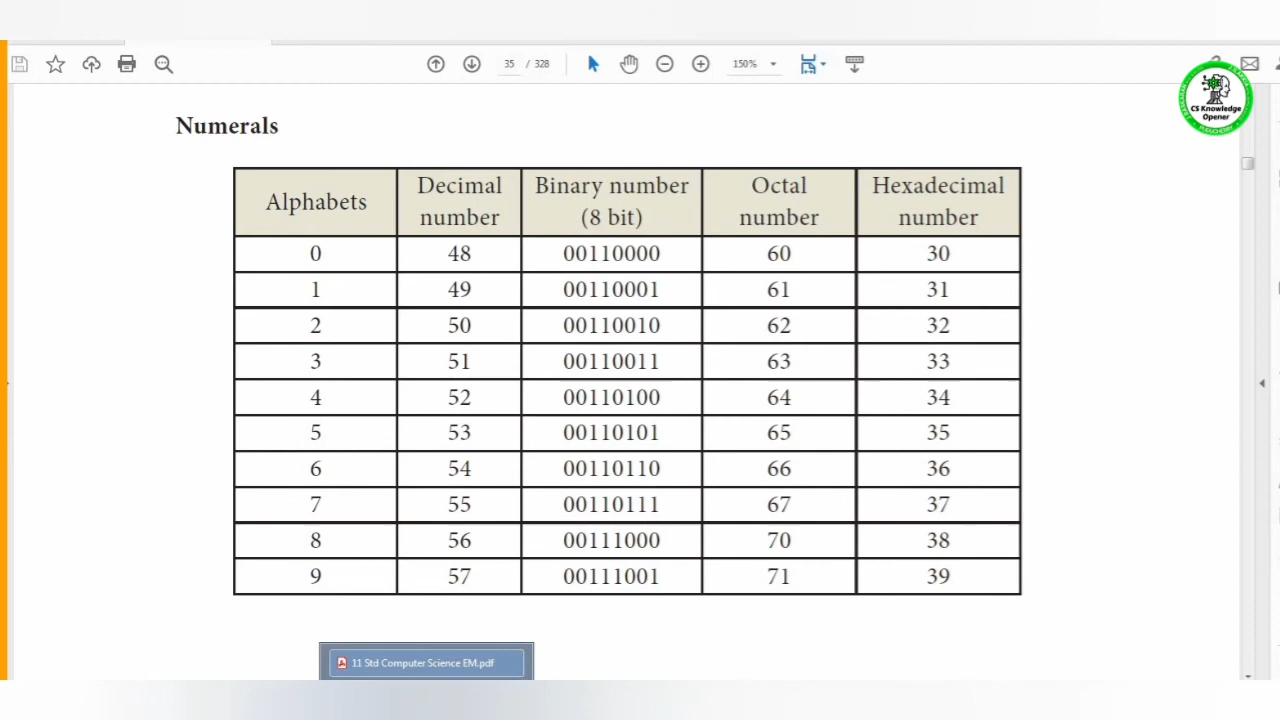 35 / 328
150%
CS Knowledge
Opener
PUDUCHERRY
Numerals
Alphabets Decimal number Binary number (8 bit) Octal number Hexadecimal number
0 48 00110000 60 30
1 49 00110001 61 31
2 50 00110010 62 32
3 51 00110011 63 33
4 52 00110100 64 34
5 53 00110101 65 35
6 54 00110110 66 36
7 55 00110111 67 37
8 56 00111000 70 38
9 57 00111001 71 39
11 Std Computer Science EM.pdf